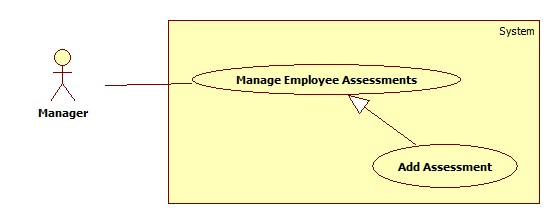 System
Manage Employee Assessments
Manager
Add Assessment